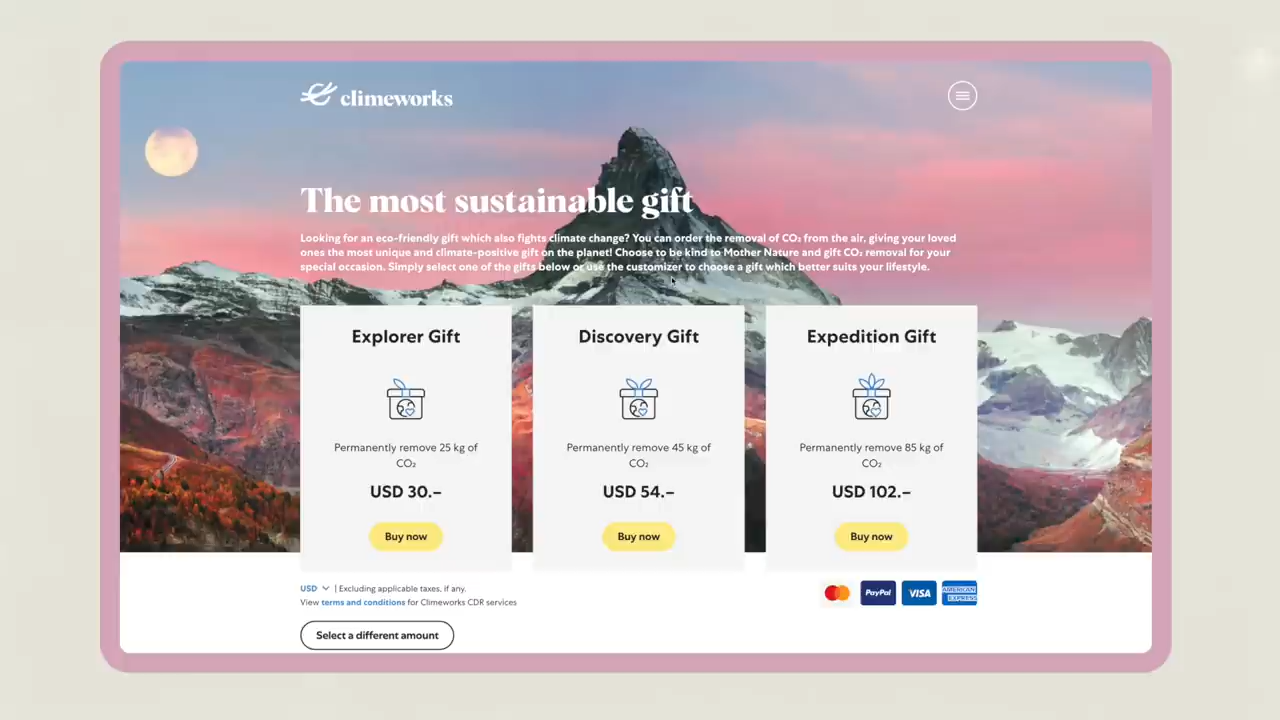 climeworks
The most sustainable gift
Looking for an eco-friendly gift which also fights climate change? You can order the removal of CO₂ from the air, giving your loved
ones the most unique and climate-positive gift on the planet! Choose to be kind to Mother Nature and gift CO₂ removal for your
special occasion. Simply select one of the gifts below or use the customizer to choose a gift which better suits your lifestyle.
Explorer Gift
Permanently remove 25 kg of
CO₂
USD 30.–
Buy now
Discovery Gift
Permanently remove 45 kg of
CO₂
USD 54.–
Buy now
Expedition Gift
Permanently remove 85 kg of
CO₂
USD 102.–
Buy now
USD | Excluding applicable taxes, if any.
View terms and conditions for Climeworks CDR services
PayPal
VISA
AMERICAN
EXPRESS
Select a different amount